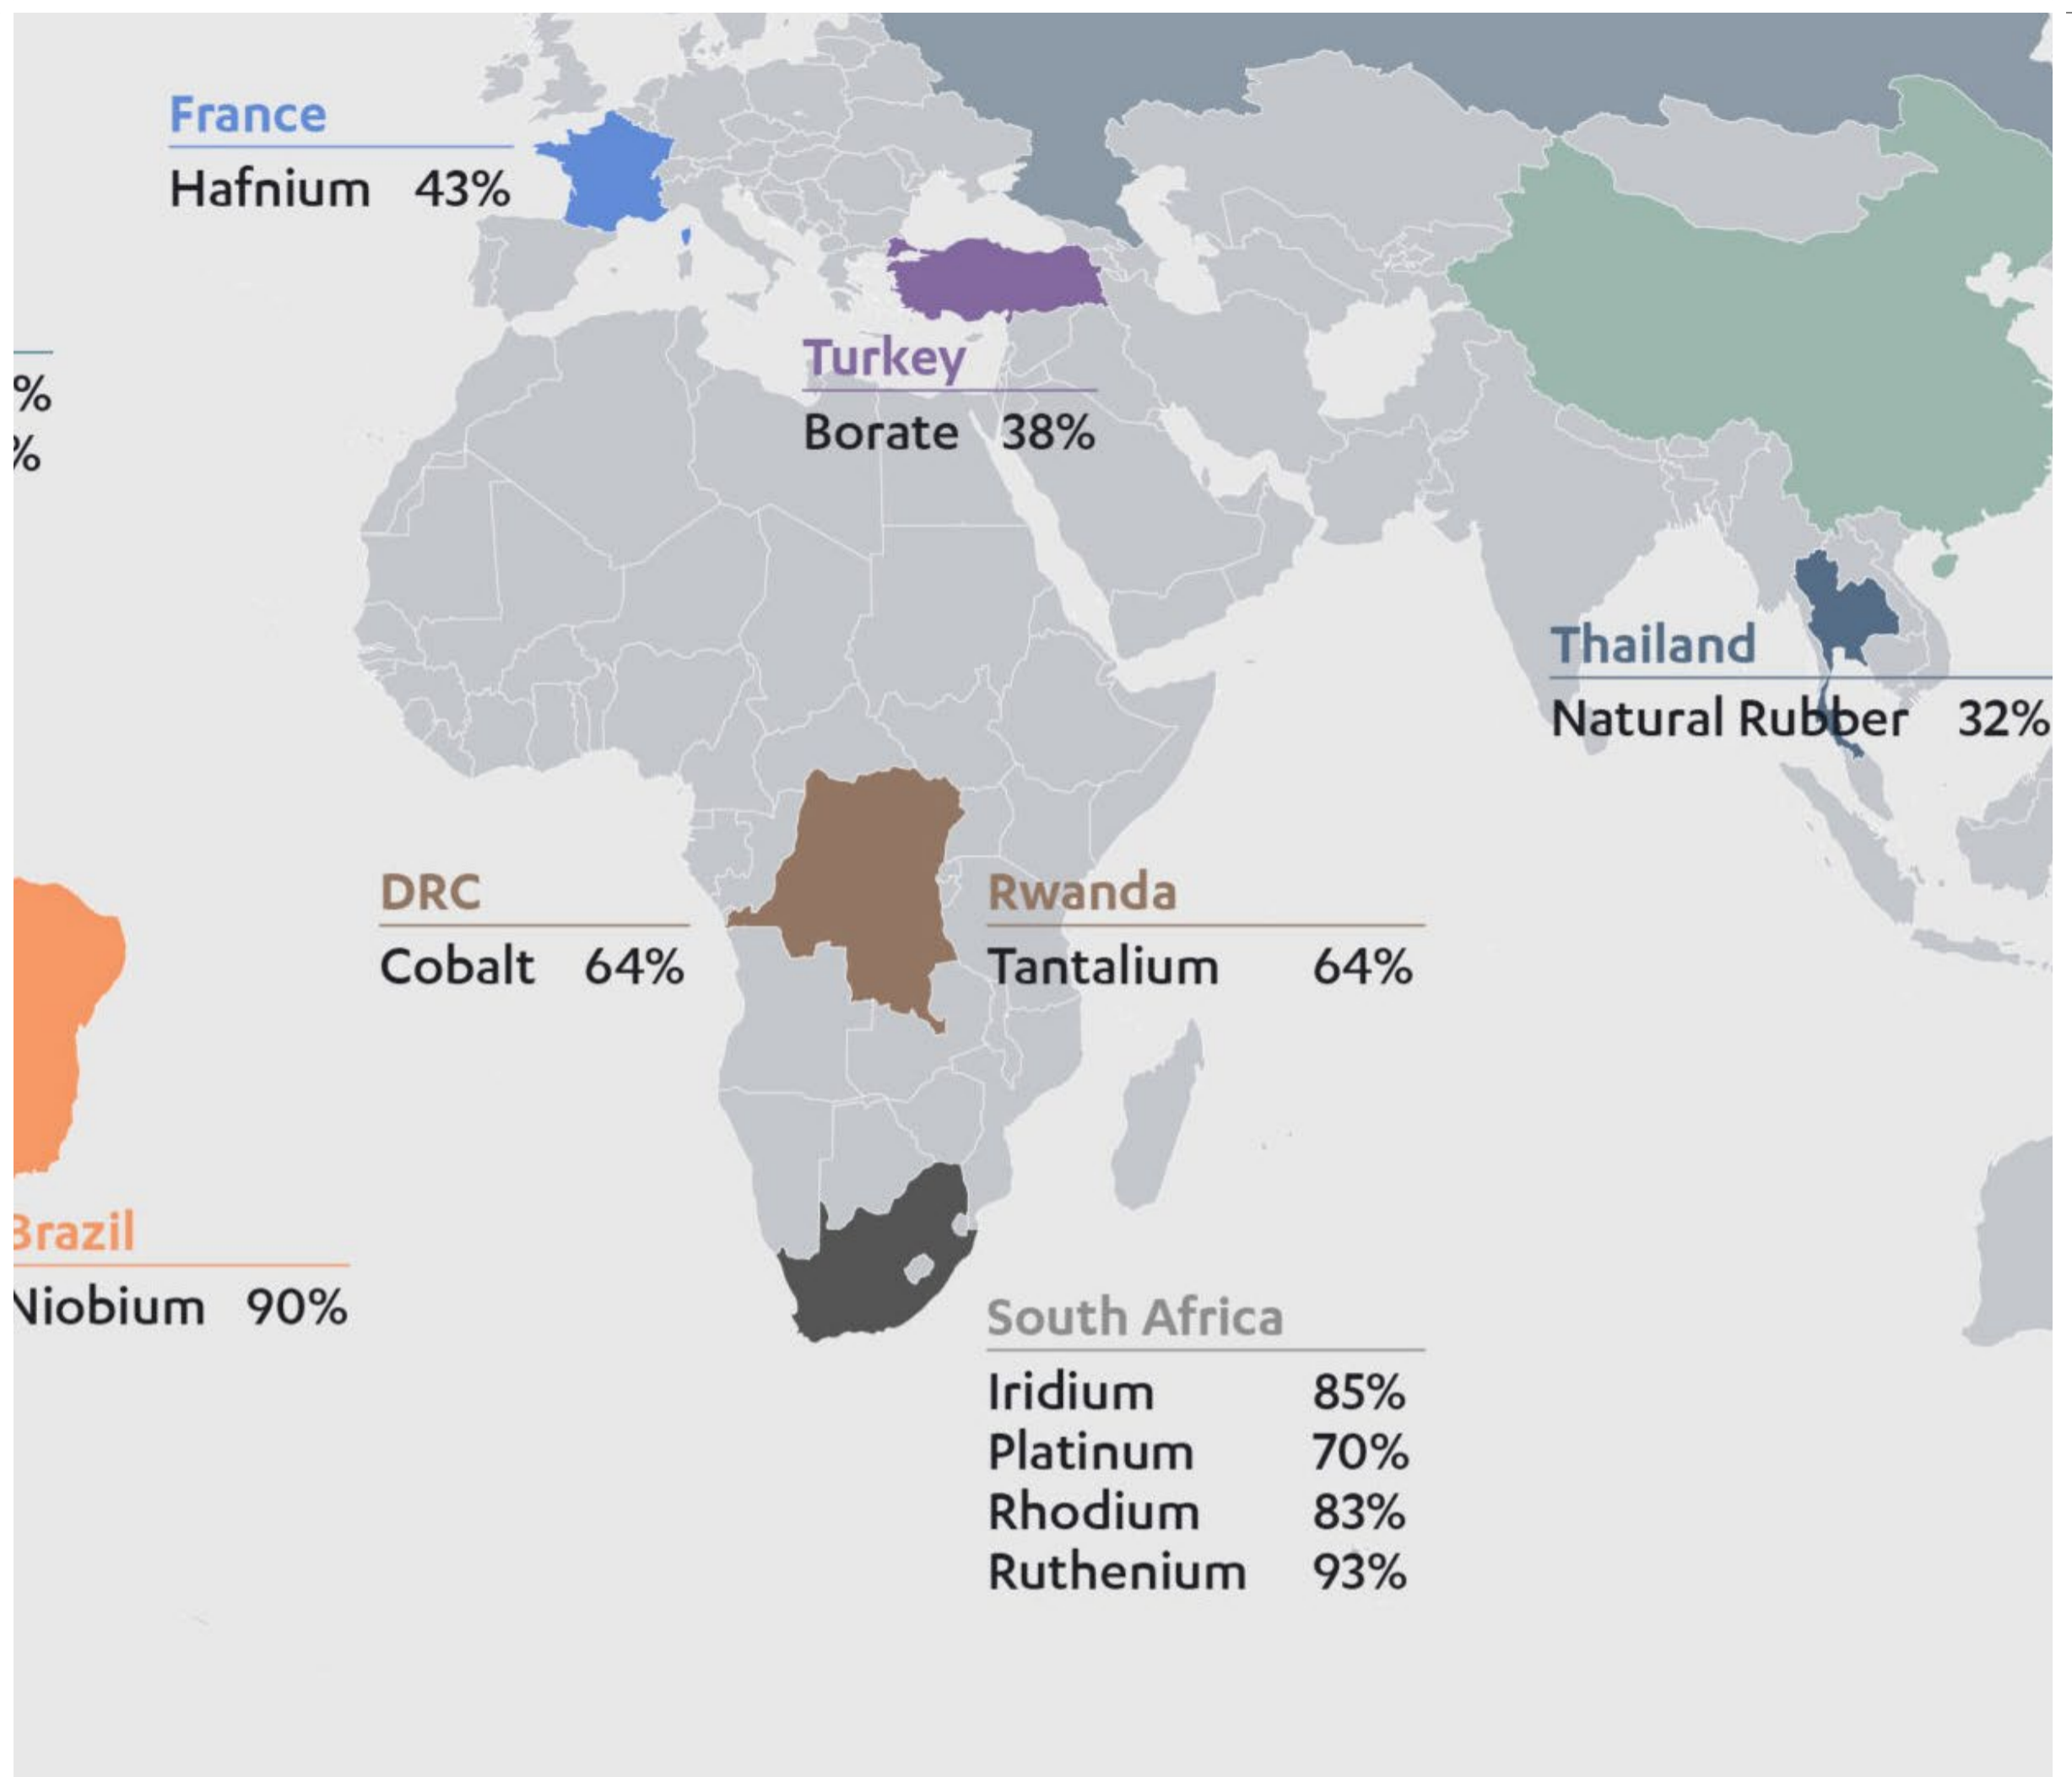 France
Hafnium 43%
%
%
Turkey
Borate 38%
Thailand
Natural Rubber 32%
DRC
Cobalt 64%
Rwanda
Tantalium 64%
Brazil
Niobium 90%
South Africa
Iridium 85%
Platinum 70%
Rhodium 83%
Ruthenium 93%